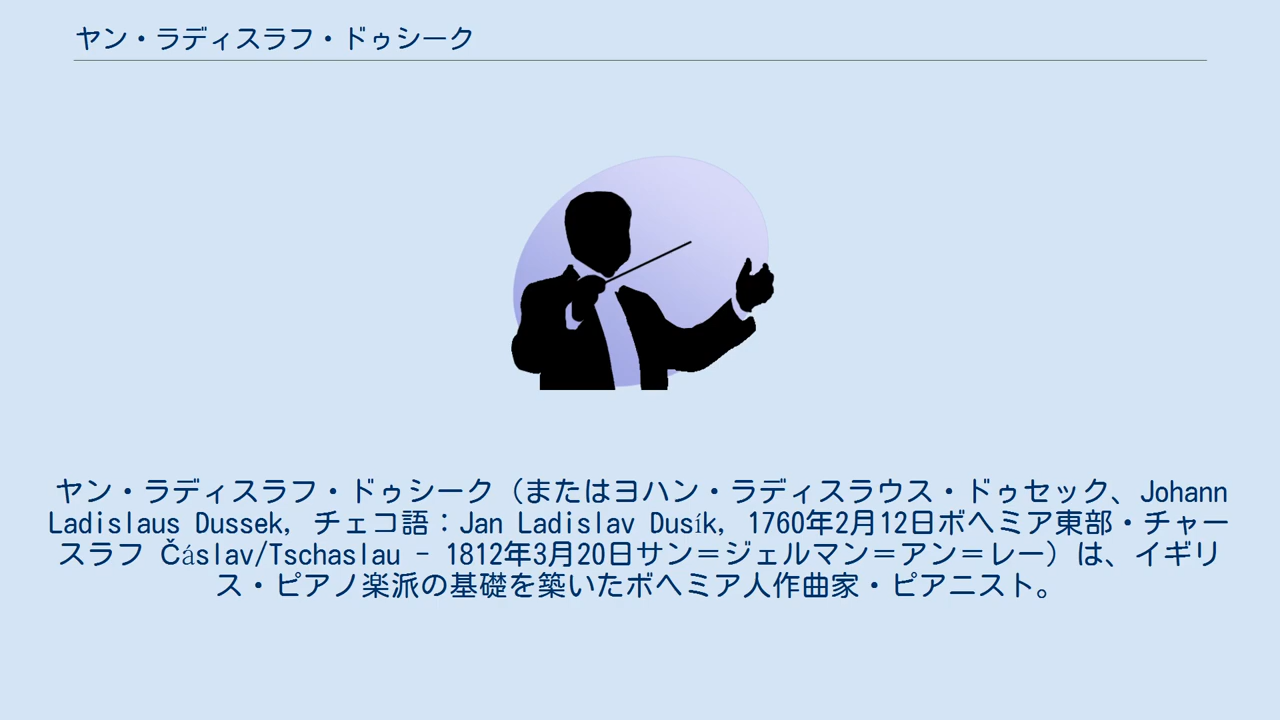 ヤン・ラディスラフ・ドゥシーク
ヤン・ラディスラフ・ドゥシーク（またはヨハン・ラディスラウス・ドゥセック、Johann
Ladislaus Dussek, チェコ語：Jan Ladislav Dusík, 1760年2月12日ボヘミア東部・チャー
スラフ Čáslav/Tschaslau - 1812年3月20日サン＝ジェルマン＝アン＝レー）は、イギリ
ス・ピアノ楽派の基礎を築いたボヘミア人作曲家・ピアニスト。